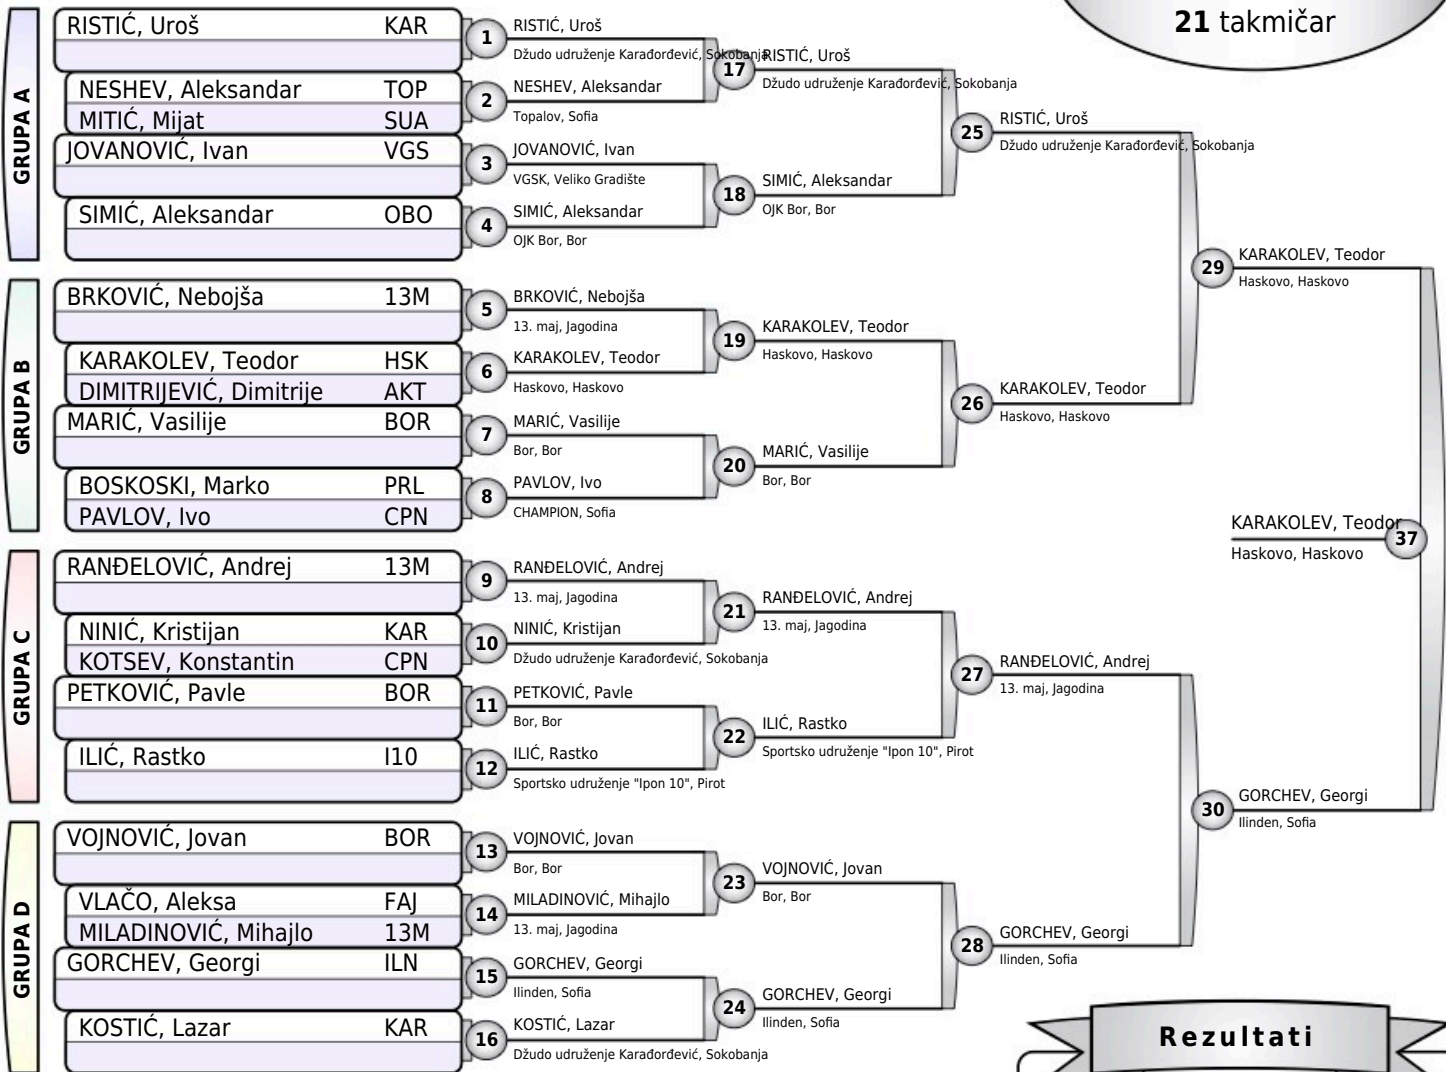 21 takmičar
GRUPA A
RISTIĆ, Uroš KAR
NESHEV, Aleksandar TOP
MITIĆ, Mijat SUA
JOVANOVIĆ, Ivan VGS
SIMIĆ, Aleksandar OBO
GRUPA B
BRKOVIĆ, Nebojša 13M
KARAKOLEV, Teodor HSK
DIMITRIJEVIĆ, Dimitrije AKT
MARIĆ, Vasilije BOR
BOSKOSKI, Marko PRL
PAVLOV, Ivo CPN
GRUPA C
RANĐELOVIĆ, Andrej 13M
NINIĆ, Kristijan KAR
KOTSEV, Konstantin CPN
PETKOVIĆ, Pavle BOR
ILIĆ, Rastko I10
GRUPA D
VOJNOVIĆ, Jovan BOR
VLAČO, Aleksa FAJ
MILADINOVIĆ, Mihajlo 13M
GORCHEV, Georgi ILN
KOSTIĆ, Lazar KAR
1 RISTIĆ, Uroš
Džudo udruženje Karađorđević, Sokobanja
2 NESHEV, Aleksandar
Topalov, Sofia
3 JOVANOVIĆ, Ivan
VGSK, Veliko Gradište
4 SIMIĆ, Aleksandar
OJK Bor, Bor
5 BRKOVIĆ, Nebojša
13. maj, Jagodina
6 KARAKOLEV, Teodor
Haskovo, Haskovo
7 MARIĆ, Vasilije
Bor, Bor
8 PAVLOV, Ivo
CHAMPION, Sofia
9 RANĐELOVIĆ, Andrej
13. maj, Jagodina
10 NINIĆ, Kristijan
Džudo udruženje Karađorđević, Sokobanja
11 PETKOVIĆ, Pavle
Bor, Bor
12 ILIĆ, Rastko
Sportsko udruženje "Ipon 10", Pirot
13 VOJNOVIĆ, Jovan
Bor, Bor
14 MILADINOVIĆ, Mihajlo
13. maj, Jagodina
15 GORCHEV, Georgi
Ilinden, Sofia
16 KOSTIĆ, Lazar
Džudo udruženje Karađorđević, Sokobanja
17 RISTIĆ, Uroš
Džudo udruženje Karađorđević, Sokobanja
18 SIMIĆ, Aleksandar
OJK Bor, Bor
19 KARAKOLEV, Teodor
Haskovo, Haskovo
20 MARIĆ, Vasilije
Bor, Bor
21 RANĐELOVIĆ, Andrej
13. maj, Jagodina
22 ILIĆ, Rastko
Sportsko udruženje "Ipon 10", Pirot
23 VOJNOVIĆ, Jovan
Bor, Bor
24 GORCHEV, Georgi
Ilinden, Sofia
25 RISTIĆ, Uroš
Džudo udruženje Karađorđević, Sokobanja
26 KARAKOLEV, Teodor
Haskovo, Haskovo
27 RANĐELOVIĆ, Andrej
13. maj, Jagodina
28 GORCHEV, Georgi
Ilinden, Sofia
29 KARAKOLEV, Teodor
Haskovo, Haskovo
30 GORCHEV, Georgi
Ilinden, Sofia
KARAKOLEV, Teodor 37
Haskovo, Haskovo
Rezultati